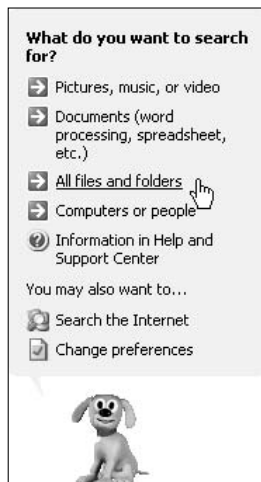 What do you want to search
for?
Pictures, music, or video
Documents (word
processing, spreadsheet,
etc.)
All files and folders
Computers or people
Information in Help and
Support Center
You may also want to...
Search the Internet
Change preferences